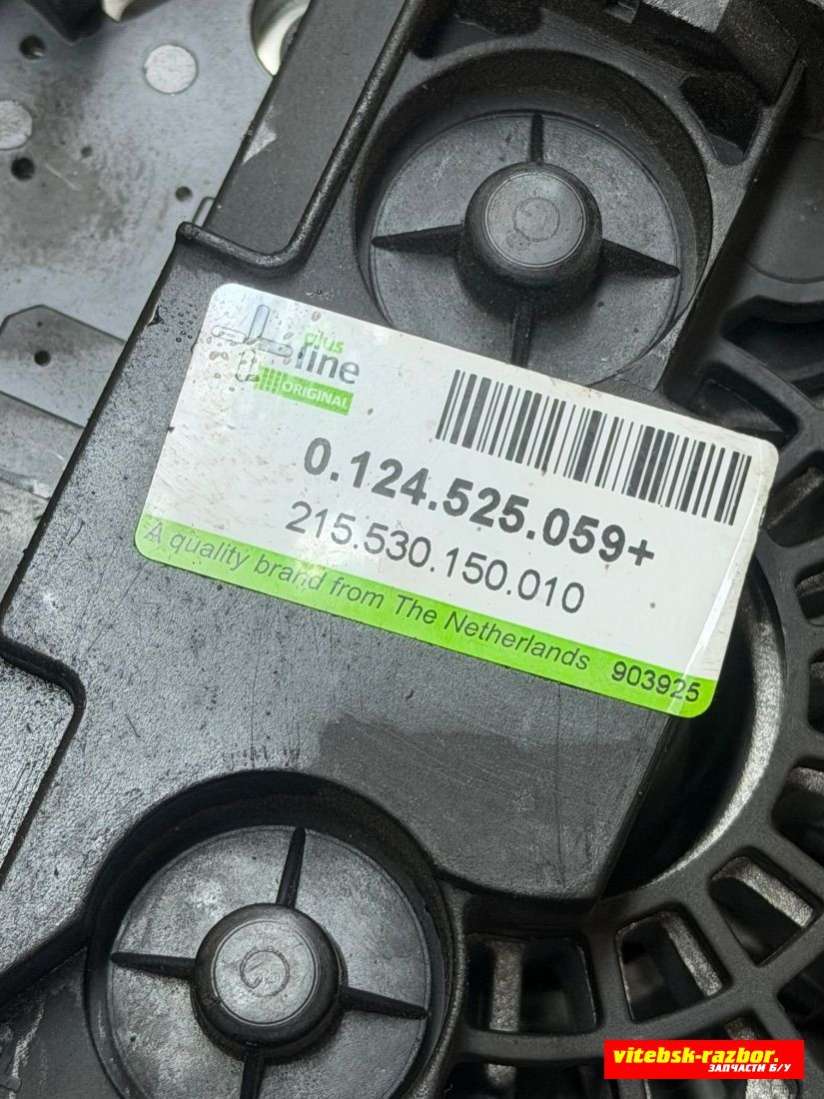 plus
line
ORIGINAL
0.124.525.059+
215.530.150.010
A quality brand from The Netherlands 903925
vitebsk-razbor.
ЗАПЧАСТИ Б/У